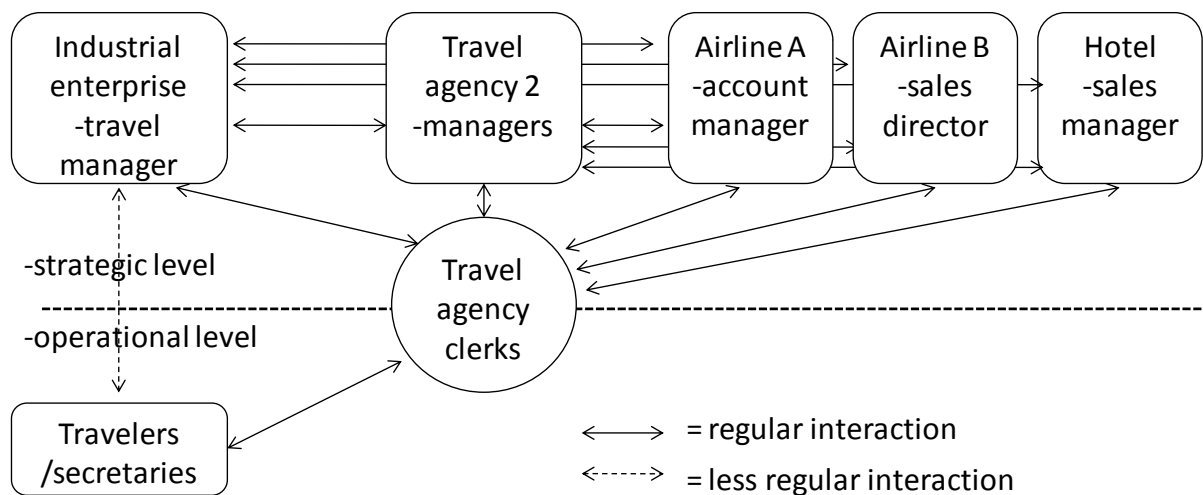 Industrial
enterprise
-travel
manager
Travel
agency 2
-managers
Airline A
-account
manager
Airline B
-sales
director
Hotel
-sales
manager
-strategic level
-operational level
Travel
agency
clerks
Travelers
/secretaries
= regular interaction
= less regular interaction